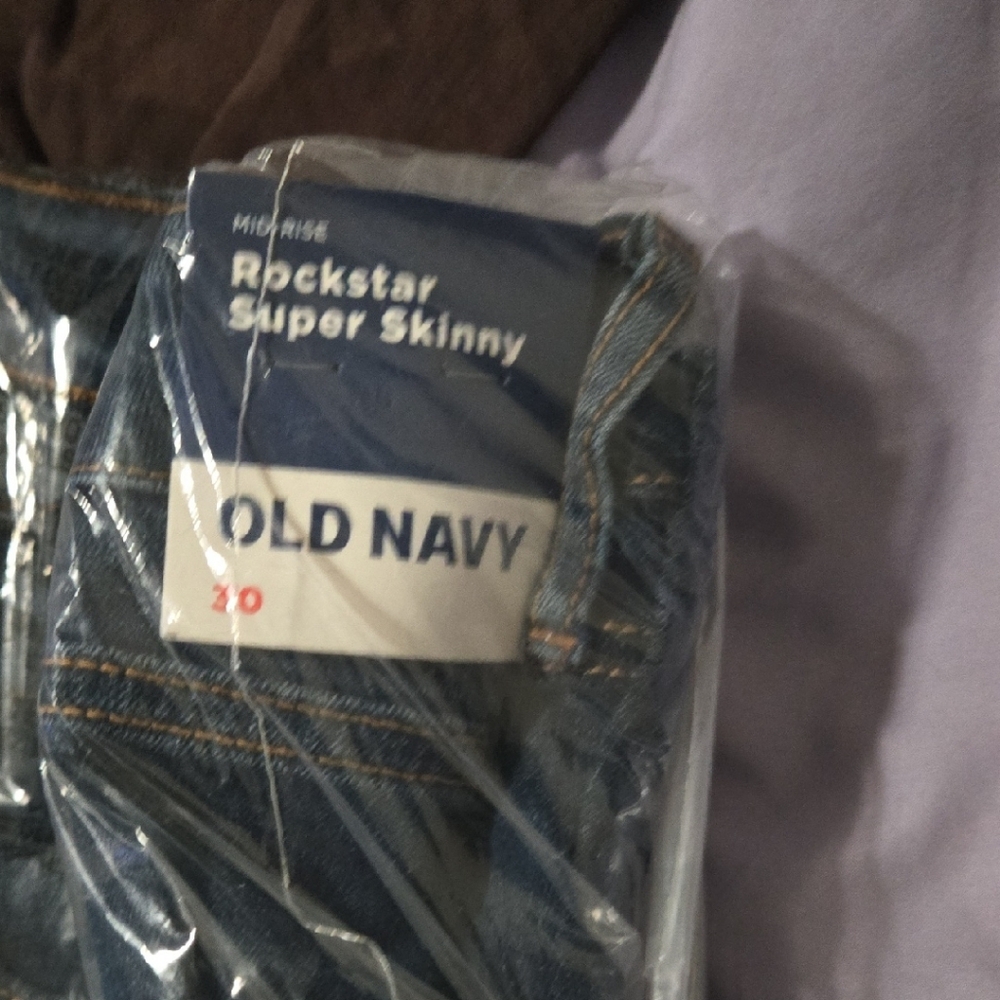 MID-RISE
Rockstar
Super Skinny
OLD NAVY
30